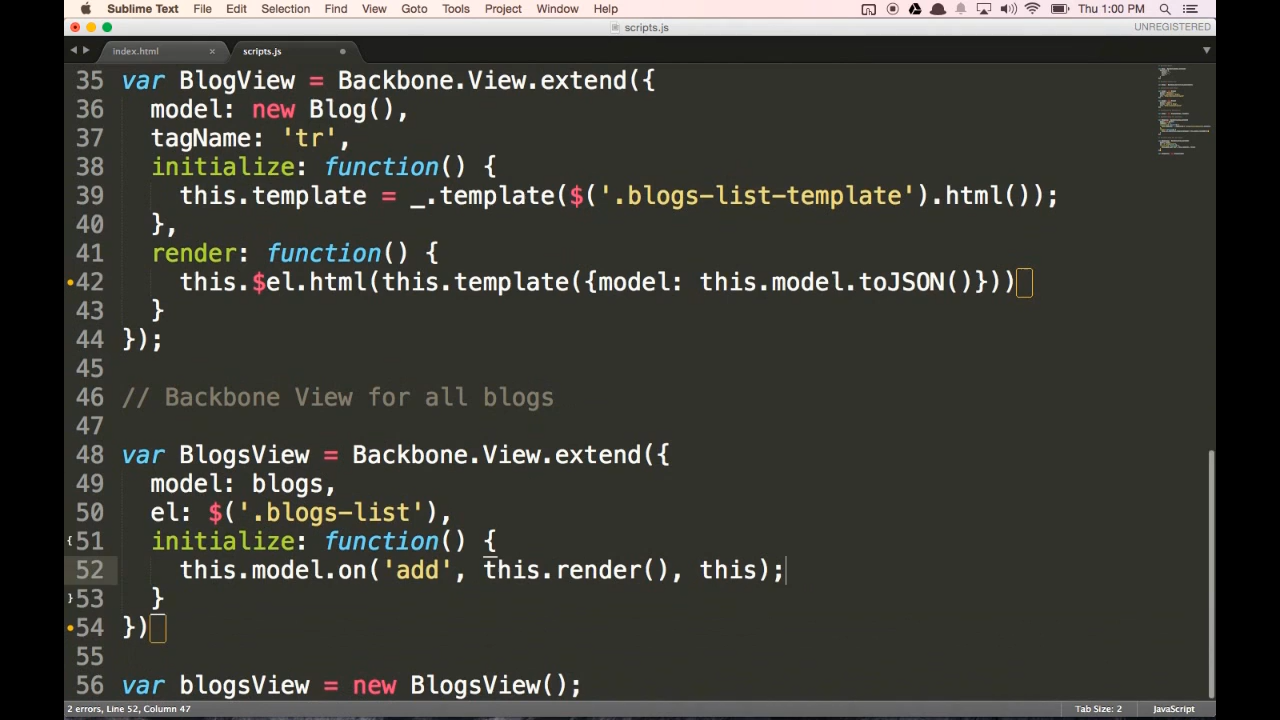 Sublime Text File Edit Selection Find View Goto Tools Project Window Help Thu 1:00 PM
scripts.js UNREGISTERED
index.html × scripts.js
35 var BlogView = Backbone.View.extend({
36   model: new Blog(),
37   tagName: 'tr',
38   initialize: function() {
39     this.template = _.template($('.blogs-list-template').html());
40   },
41   render: function() {
42     this.$el.html(this.template({model: this.model.toJSON()}))
43   }
44 });
45
46 // Backbone View for all blogs
47
48 var BlogsView = Backbone.View.extend({
49   model: blogs,
50   el: $('.blogs-list'),
51   initialize: function() {
52     this.model.on('add', this.render(), this);
53   }
54 })
55
56 var blogsView = new BlogsView();
2 errors, Line 52, Column 47 Tab Size: 2 JavaScript